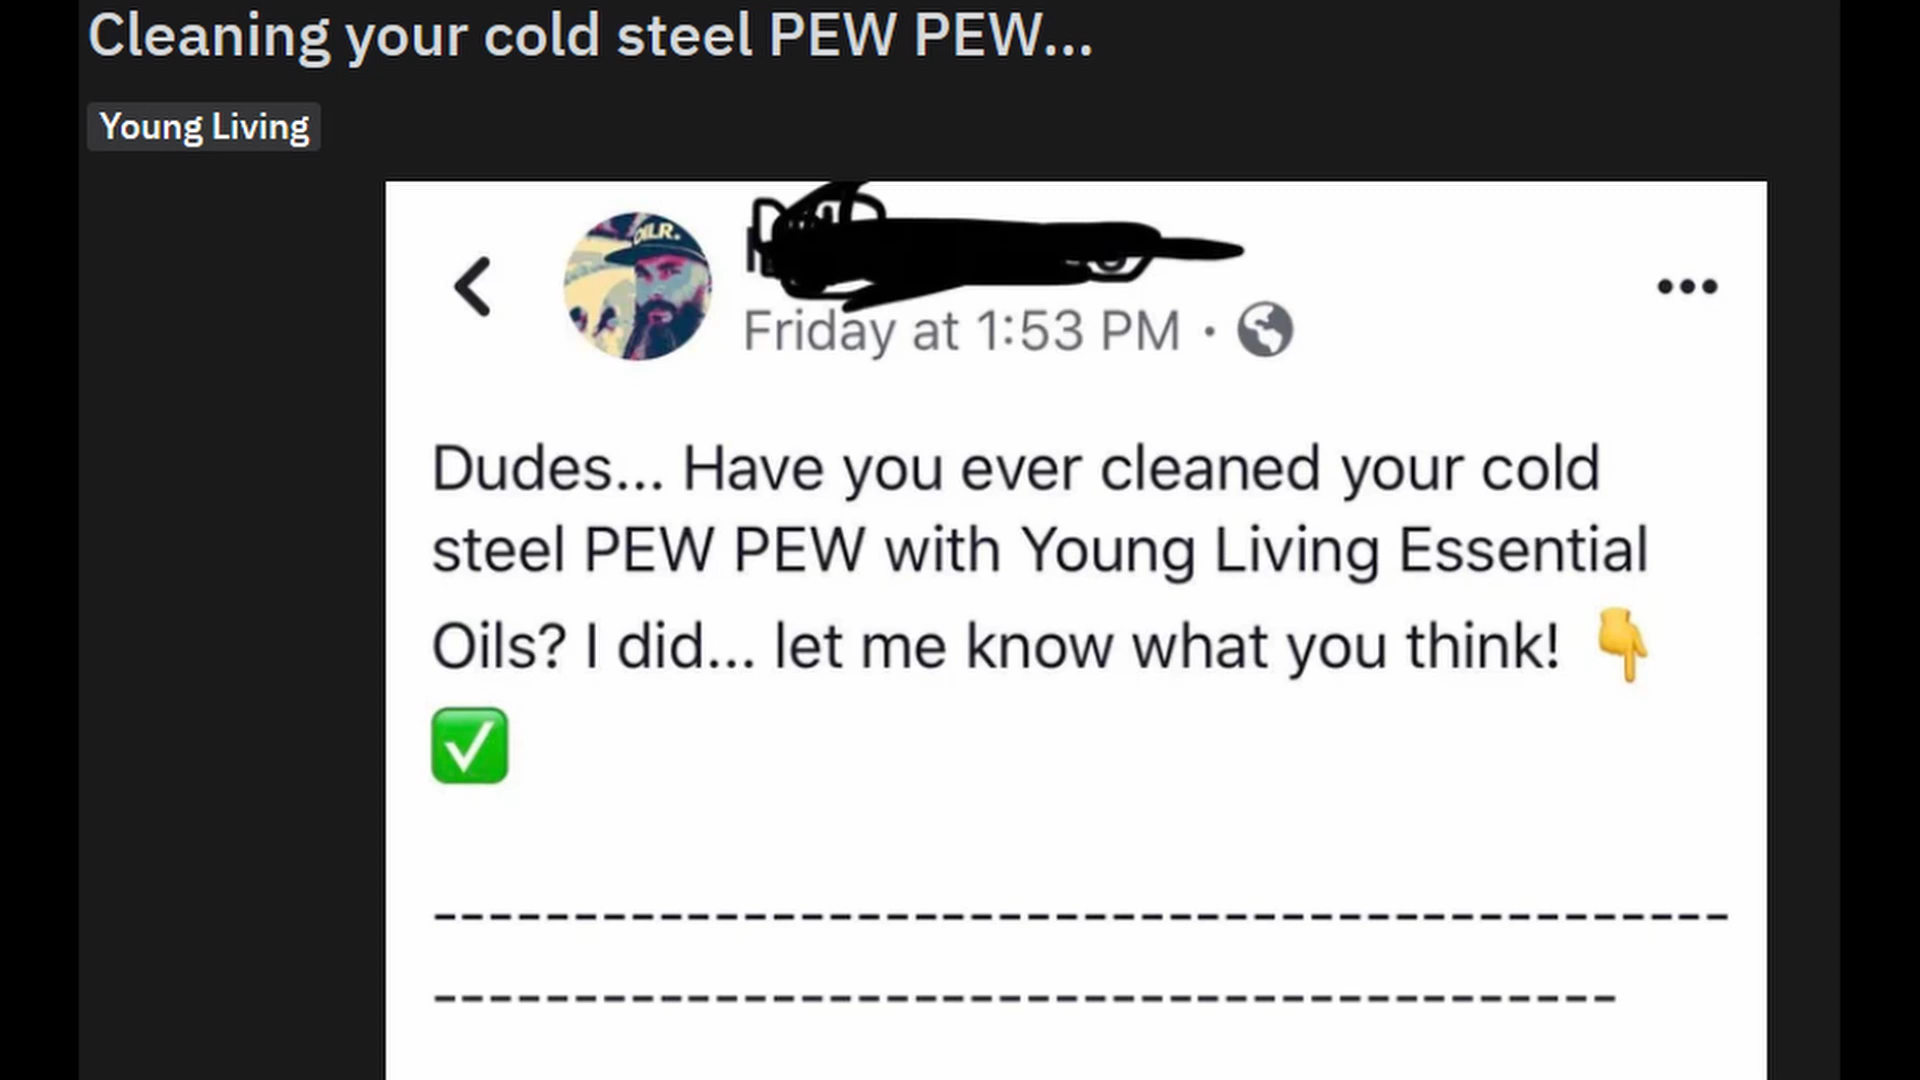 Cleaning your cold steel PEW PEW...
Young Living
OILR.
Friday at 1:53 PM ·
Dudes... Have you ever cleaned your cold
steel PEW PEW with Young Living Essential
Oils? I did... let me know what you think! 👇
✅
----------------------------------------------
------------------------------------------